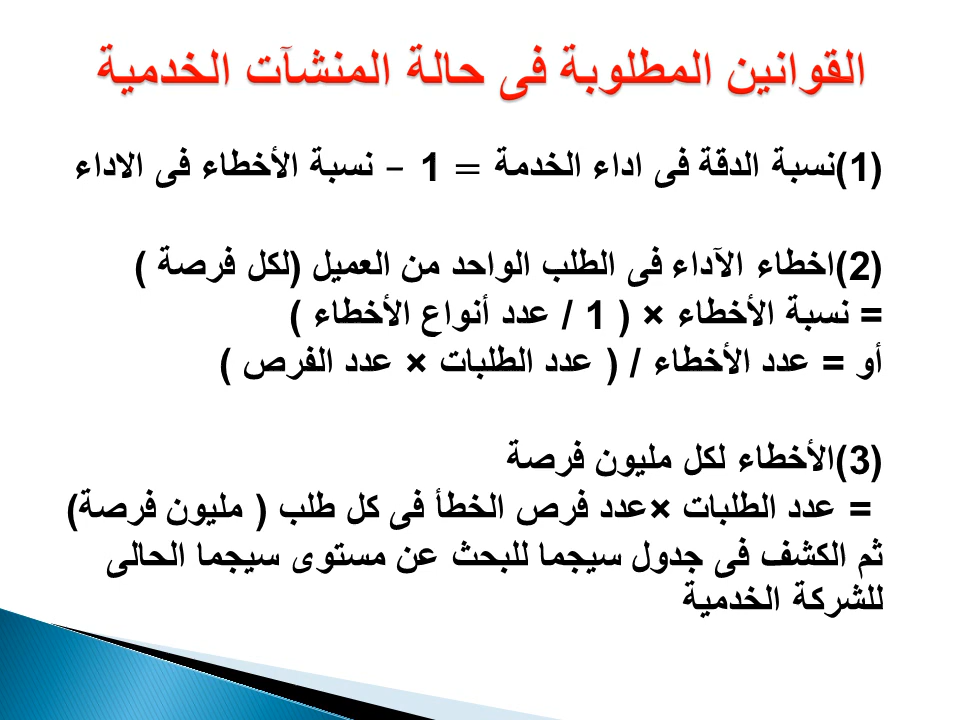 القوانين المطلوبة فى حالة المنشآت الخدمية
(1)نسبة الدقة فى اداء الخدمة = 1 – نسبة الأخطاء فى الاداء
(2)اخطاء الآداء فى الطلب الواحد من العميل (لكل فرصة )
= نسبة الأخطاء × ( 1 / عدد أنواع الأخطاء )
أو = عدد الأخطاء / ( عدد الطلبات × عدد الفرص )
(3)الأخطاء لكل مليون فرصة
= عدد الطلبات ×عدد فرص الخطأ فى كل طلب ( مليون فرصة)
ثم الكشف فى جدول سيجما للبحث عن مستوى سيجما الحالى
للشركة الخدمية